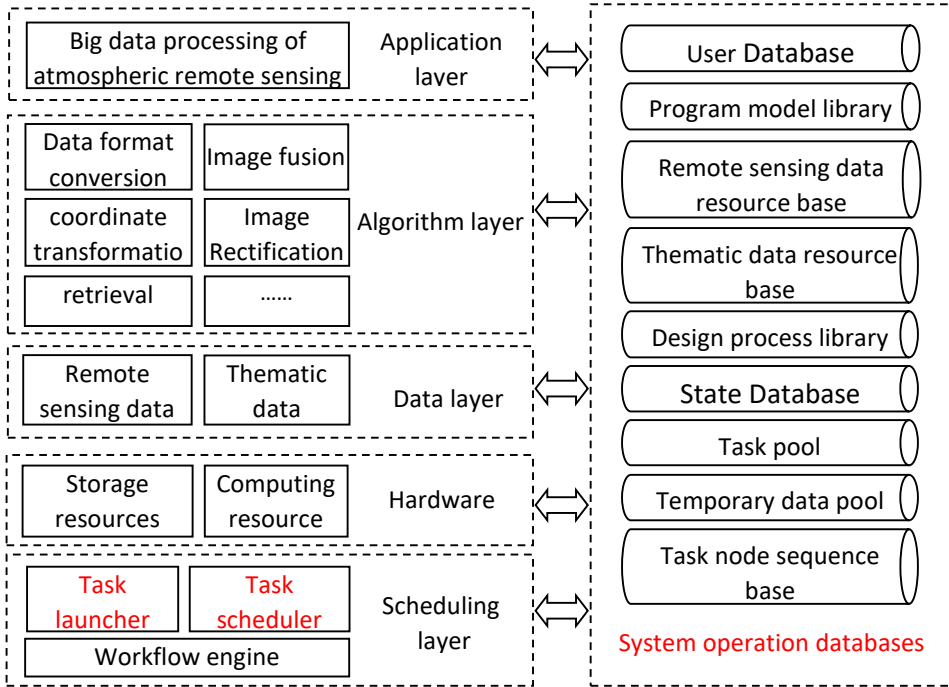 Big data processing of
atmospheric remote sensing
Application
layer
Data format
conversion
Image fusion
coordinate
transformatio
Image
Rectification
retrieval
......
Algorithm layer
Remote
sensing data
Thematic
data
Data layer
Storage
resources
Computing
resource
Hardware
Task
launcher
Task
scheduler
Workflow engine
Scheduling
layer
User Database
Program model library
Remote sensing data
resource base
Thematic data resource
base
Design process library
State Database
Task pool
Temporary data pool
Task node sequence
base
System operation databases